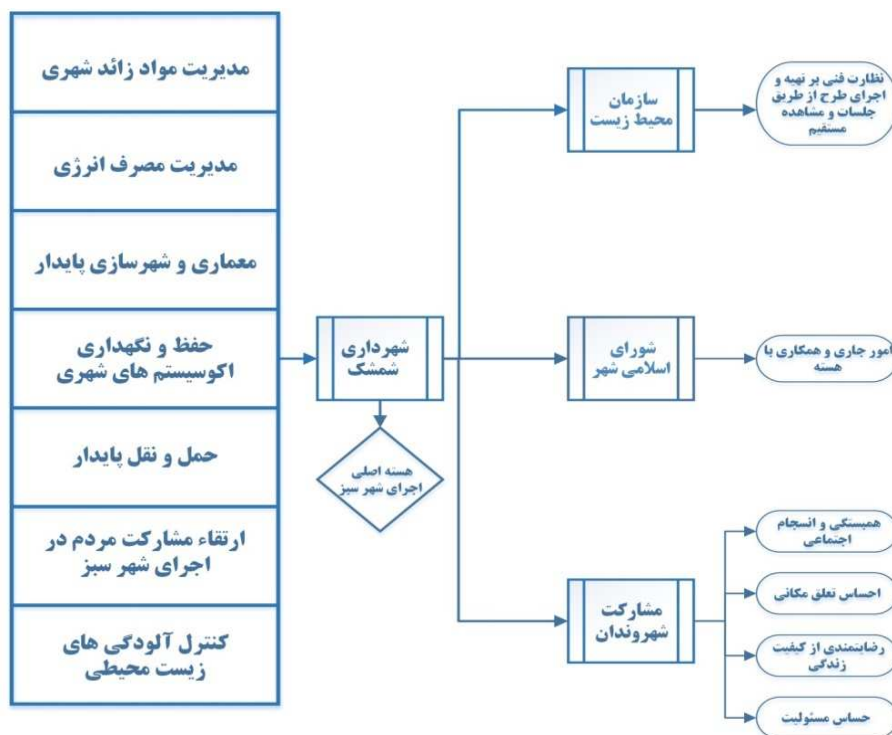 مدیریت مواد زائد شهری
مدیریت مصرف انرژی
معماری و شهرسازی پایدار
حفظ و نگهداری
اکوسیستم های شهری
حمل و نقل پایدار
ارتقاء مشارکت مردم در
اجرای شهر سبز
کنترل آلودگی های
زیست محیطی
شهرداری
شمشک
هسته اصلی
اجرای شهر سبز
سازمان
محیط زیست
نظارت فنی بر تهیه و
اجرای طرح از طریق
جلسات و مشاهده
مستقیم
شورای
اسلامی شهر
امور جاری و همکاری با
هسته
مشارکت
شهروندان
همبستگی و انسجام
اجتماعی
احساس تعلق مکانی
رضایتمندی از کیفیت
زندگی
حساس مسئولیت